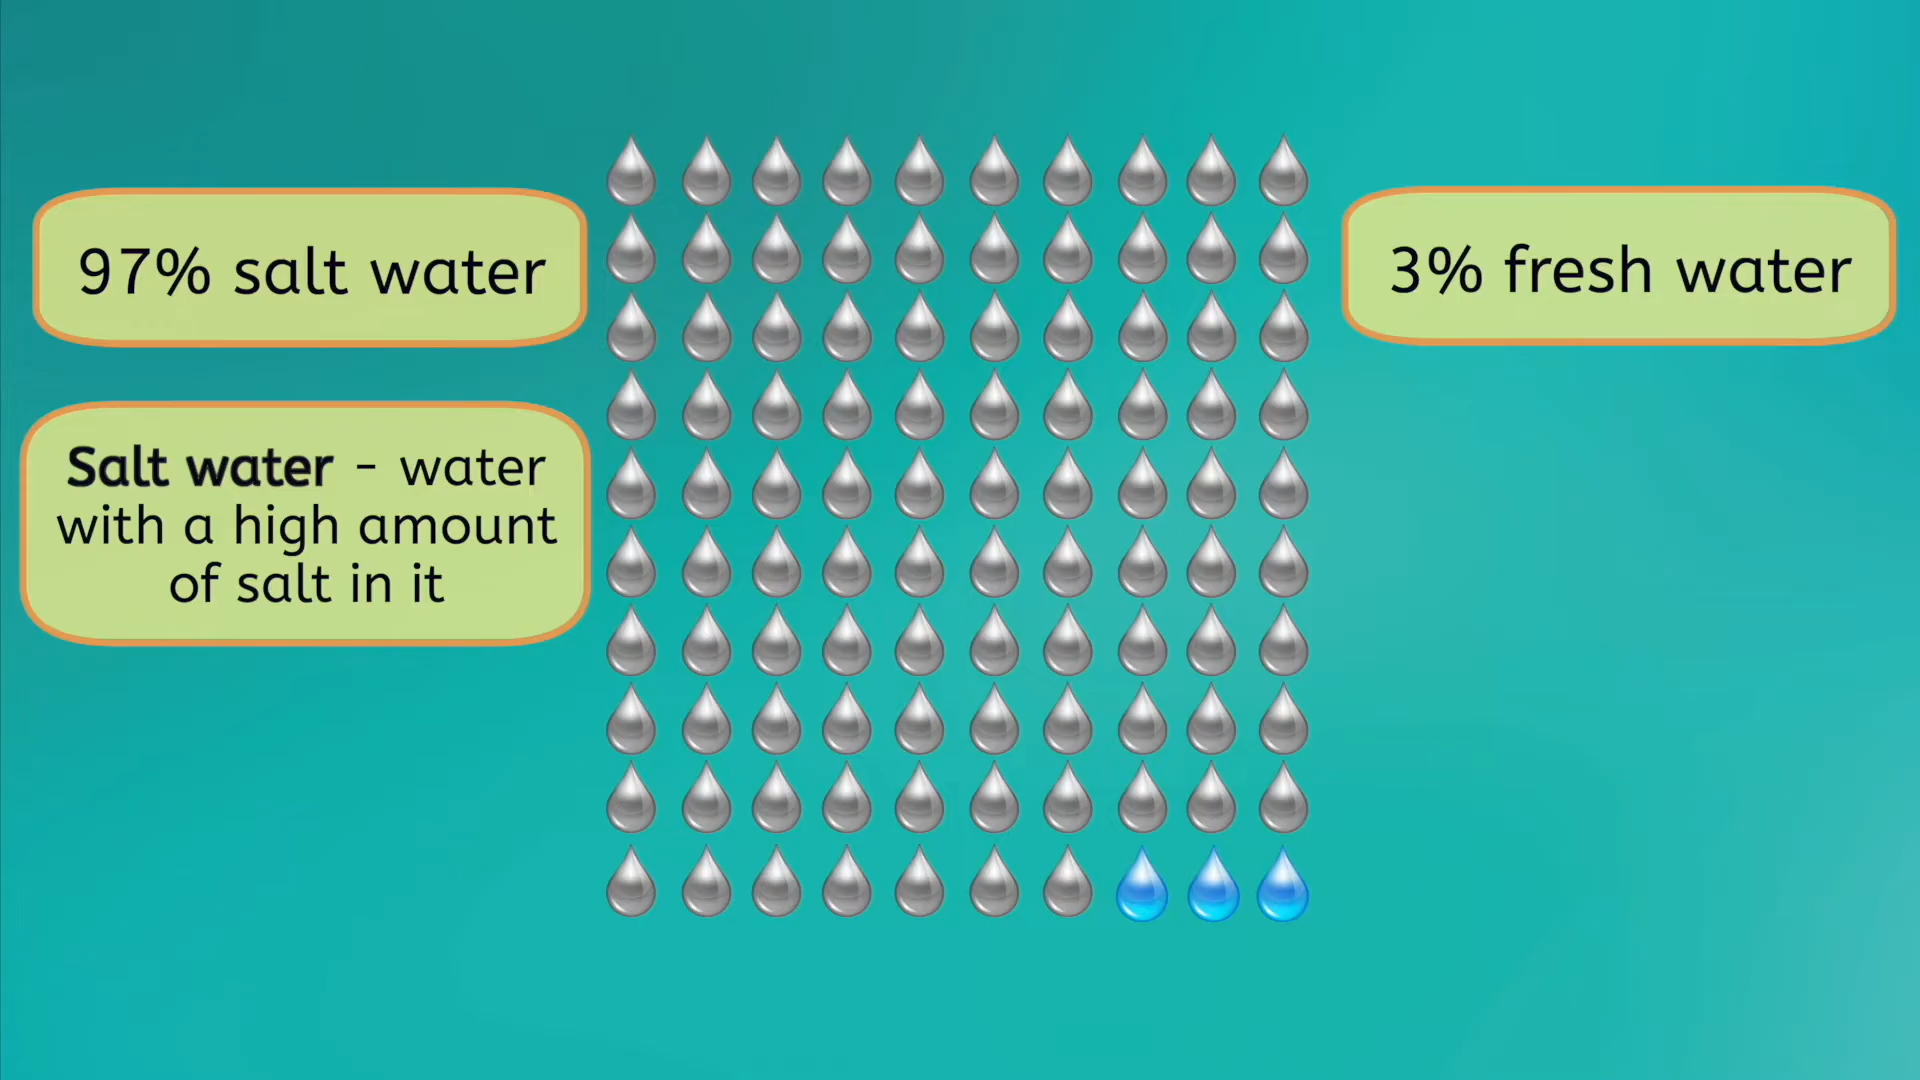 97% salt water
3% fresh water
Salt water - water
with a high amount
of salt in it